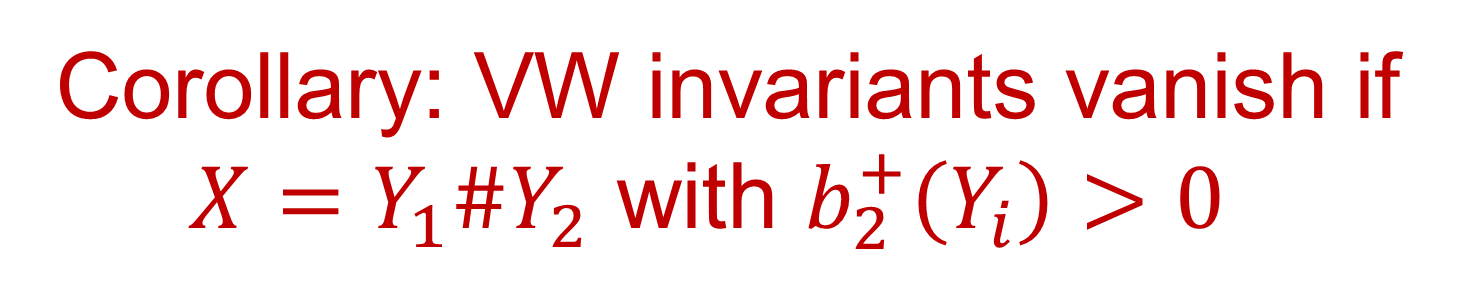 Corollary: VW invariants vanish if
𝑋 = 𝑌₁#𝑌₂ with 𝑏₂⁺(𝑌ᵢ) > 0